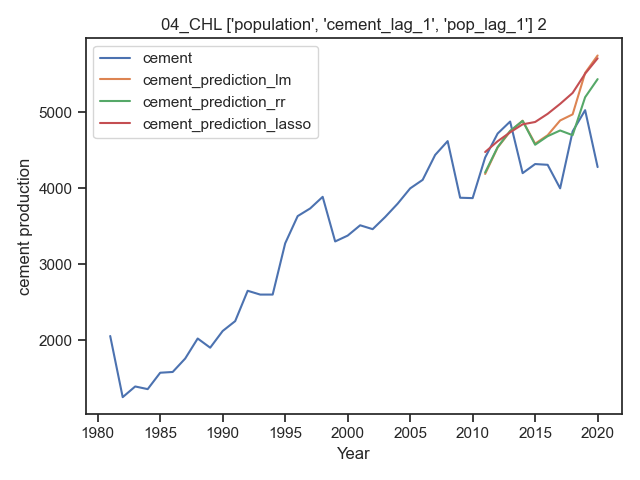 04_CHL ['population', 'cement_lag_1', 'pop_lag_1'] 2
cement
cement_prediction_lm
cement_prediction_rr
cement_prediction_lasso
cement production
5000
4000
3000
2000
1980
1985
1990
1995
2000
2005
2010
2015
2020
Year